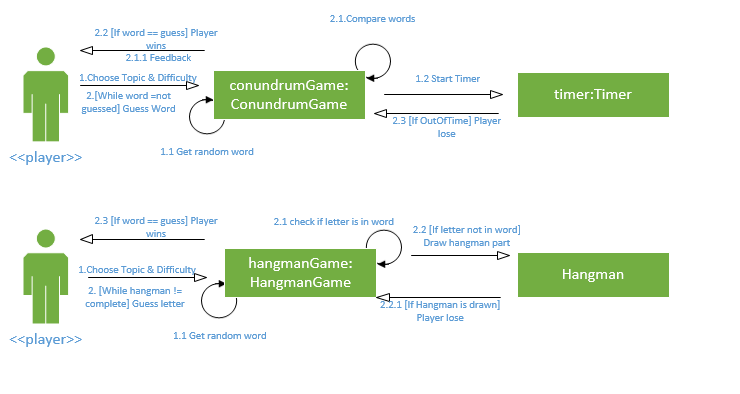 2.1.Compare words
2.2 [If word == guess] Player
wins
2.1.1 Feedback
1.Choose Topic & Difficulty
2.[While word =not
guessed] Guess Word
conundrumGame:
ConundrumGame
1.2 Start Timer
timer:Timer
2.3 [If OutOfTime] Player
lose
1.1 Get random word
<<player>>
2.3 [If word == guess] Player
wins
2.1 check if letter is in word
2.2 [If letter not in word]
Draw hangman part
1.Choose Topic & Difficulty
2. [While hangman !=
complete] Guess letter
hangmanGame:
HangmanGame
Hangman
2.2.1 [If Hangman is drawn]
Player lose
1.1 Get random word
<<player>>